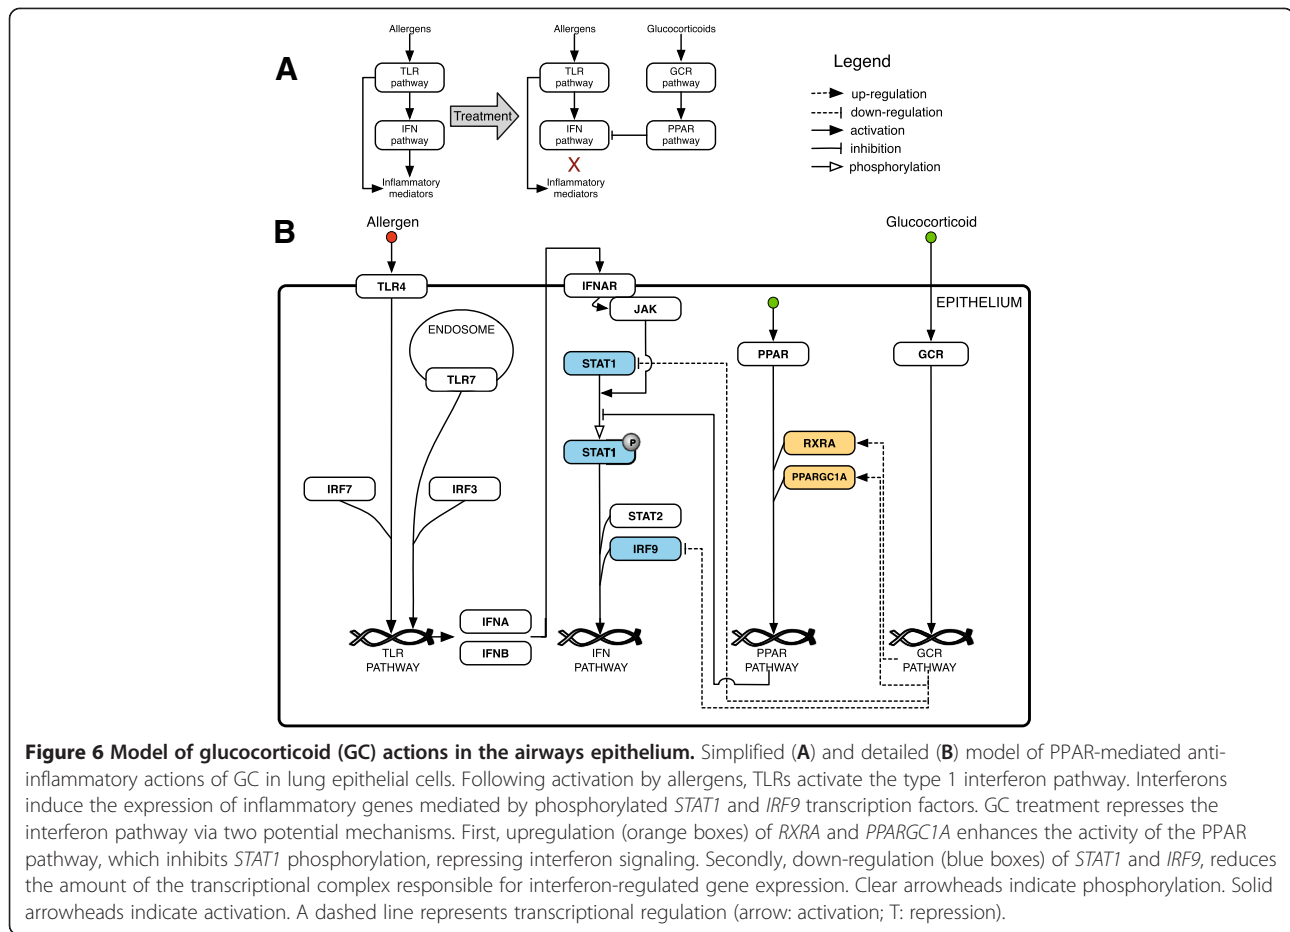 A
Allergens
TLR
pathway
IFN
pathway
Inflammatory
mediators
Treatment
Allergens
TLR
pathway
IFN
pathway
X
Inflammatory
mediators
Glucocorticoids
GCR
pathway
PPAR
pathway
Legend
up-regulation
down-regulation
activation
inhibition
phosphorylation
B
Allergen
Glucocorticoid
EPITHELIUM
TLR4
IFNAR
JAK
ENDOSOME
TLR7
STAT1
PPAR
GCR
STAT1
P
RXRA
PPARGC1A
IRF7
IRF3
STAT2
IRF9
IFNA
IFNB
TLR
PATHWAY
IFN
PATHWAY
PPAR
PATHWAY
GCR
PATHWAY
Figure 6 Model of glucocorticoid (GC) actions in the airways epithelium. Simplified (A) and detailed (B) model of PPAR-mediated anti-
inflammatory actions of GC in lung epithelial cells. Following activation by allergens, TLRs activate the type 1 interferon pathway. Interferons
induce the expression of inflammatory genes mediated by phosphorylated STAT1 and IRF9 transcription factors. GC treatment represses the
interferon pathway via two potential mechanisms. First, upregulation (orange boxes) of RXRA and PPARGC1A enhances the activity of the PPAR
pathway, which inhibits STAT1 phosphorylation, repressing interferon signaling. Secondly, down-regulation (blue boxes) of STAT1 and IRF9, reduces
the amount of the transcriptional complex responsible for interferon-regulated gene expression. Clear arrowheads indicate phosphorylation. Solid
arrowheads indicate activation. A dashed line represents transcriptional regulation (arrow: activation; T: repression).